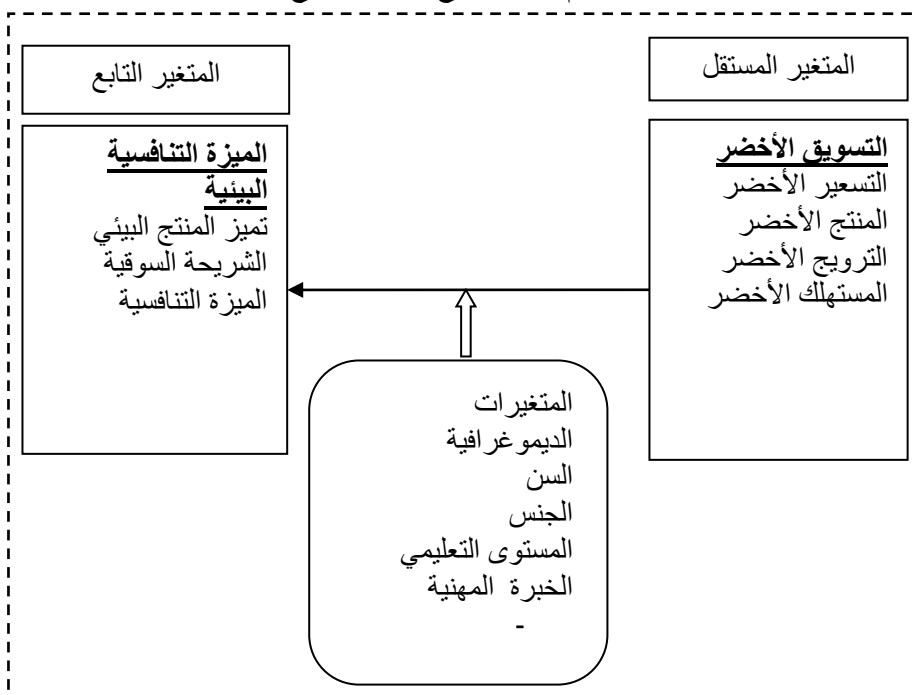 المتغير المستقل
المتغير التابع
التسويق الأخضر
التسعير الأخضر
المنتج الأخضر
الترويج الأخضر
المستهلك الأخضر
الميزة التنافسية
البيئية
تميز المنتج البيئي
الشريحة السوقية
الميزة التنافسية
المتغيرات
الديموغرافية
السن
الجنس
المستوى التعليمي
الخبرة المهنية
-